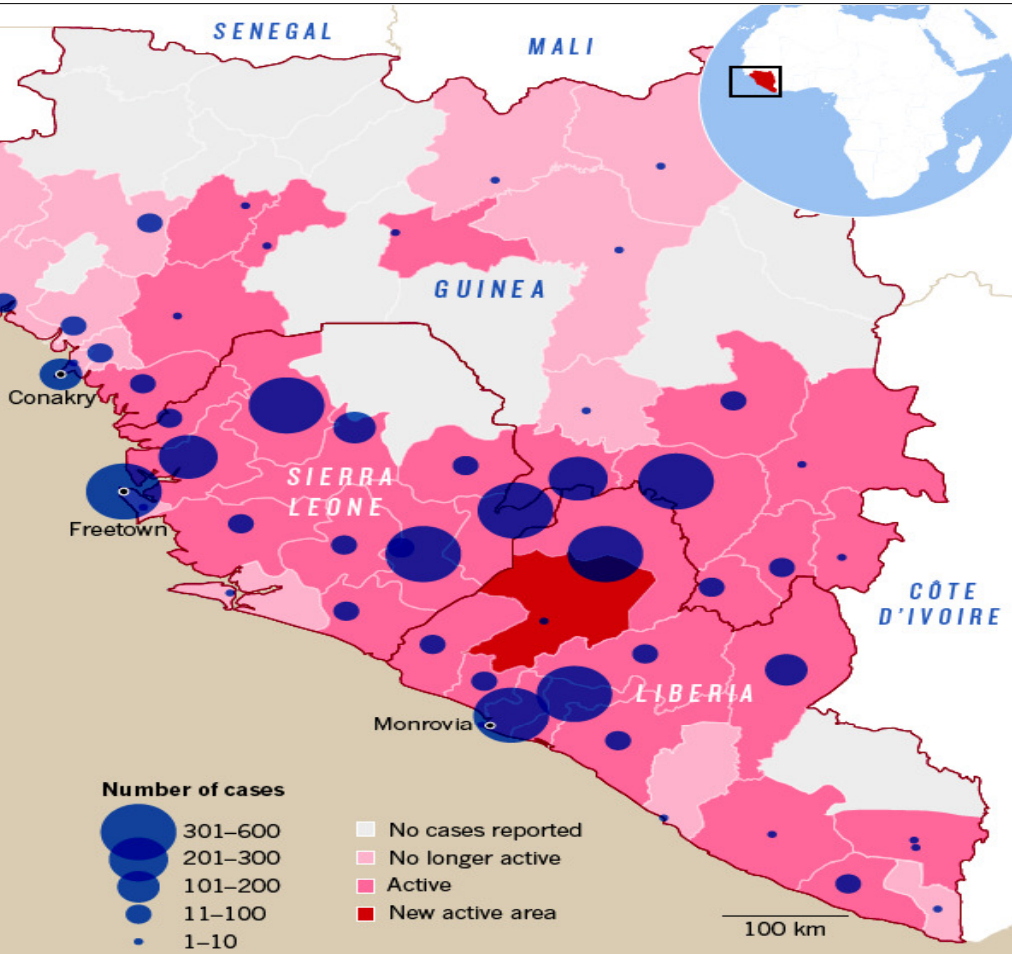 SENEGAL
MALI
GUINEA
Conakry
SIERRA
LEONE
Freetown
CÔTE
D'IVOIRE
LIBERIA
Monrovia
Number of cases
301–600
201–300
101–200
11–100
1–10
No cases reported
No longer active
Active
New active area
100 km